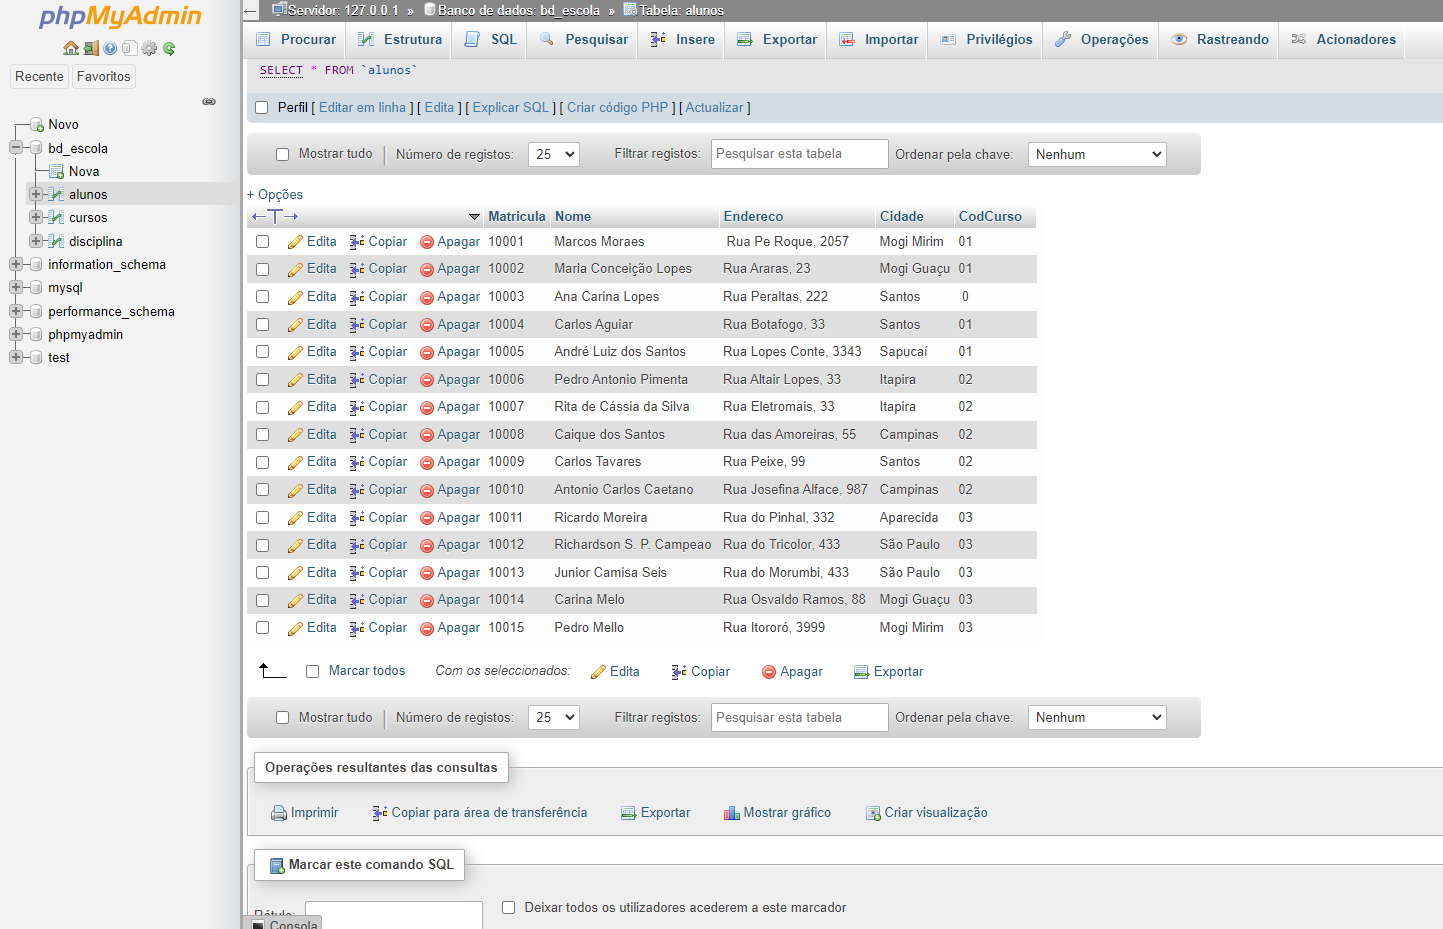 phpMyAdmin
Recente Favoritos
Novo
bd_escola
Nova
alunos
cursos
disciplina
information_schema
mysql
performance_schema
phpmyadmin
test
Servidor: 127.0.0.1 » Banco de dados: bd_escola » Tabela: alunos
Procurar Estrutura SQL Pesquisar Insere Exportar Importar Privilégios Operações Rastreando Acionadores
SELECT * FROM `alunos`
Perfil [ Editar em linha ] [ Edita ] [ Explicar SQL ] [ Criar código PHP ] [ Actualizar ]
Mostrar tudo Número de registos: 25 Filtrar registos: Pesquisar esta tabela Ordenar pela chave: Nenhum
+ Opções
←T→ Matricula Nome Endereco Cidade CodCurso
Edita Copiar Apagar 10001 Marcos Moraes Rua Pe Roque, 2057 Mogi Mirim 01
Edita Copiar Apagar 10002 Maria Conceição Lopes Rua Araras, 23 Mogi Guaçu 01
Edita Copiar Apagar 10003 Ana Carina Lopes Rua Peraltas, 222 Santos 0
Edita Copiar Apagar 10004 Carlos Aguiar Rua Botafogo, 33 Santos 01
Edita Copiar Apagar 10005 André Luiz dos Santos Rua Lopes Conte, 3343 Sapucaí 01
Edita Copiar Apagar 10006 Pedro Antonio Pimenta Rua Altair Lopes, 33 Itapira 02
Edita Copiar Apagar 10007 Rita de Cássia da Silva Rua Eletromais, 33 Itapira 02
Edita Copiar Apagar 10008 Caique dos Santos Rua das Amoreiras, 55 Campinas 02
Edita Copiar Apagar 10009 Carlos Tavares Rua Peixe, 99 Santos 02
Edita Copiar Apagar 10010 Antonio Carlos Caetano Rua Josefina Alface, 987 Campinas 02
Edita Copiar Apagar 10011 Ricardo Moreira Rua do Pinhal, 332 Aparecida 03
Edita Copiar Apagar 10012 Richardson S. P. Campeao Rua do Tricolor, 433 São Paulo 03
Edita Copiar Apagar 10013 Junior Camisa Seis Rua do Morumbi, 433 São Paulo 03
Edita Copiar Apagar 10014 Carina Melo Rua Osvaldo Ramos, 88 Mogi Guaçu 03
Edita Copiar Apagar 10015 Pedro Mello Rua Itororó, 3999 Mogi Mirim 03
Marcar todos Com os seleccionados: Edita Copiar Apagar Exportar
Mostrar tudo Número de registos: 25 Filtrar registos: Pesquisar esta tabela Ordenar pela chave: Nenhum
Operações resultantes das consultas
Imprimir Copiar para área de transferência Exportar Mostrar gráfico Criar visualização
Marcar este comando SQL
Rótulo: Deixar todos os utilizadores acederem a este marcador
Consola